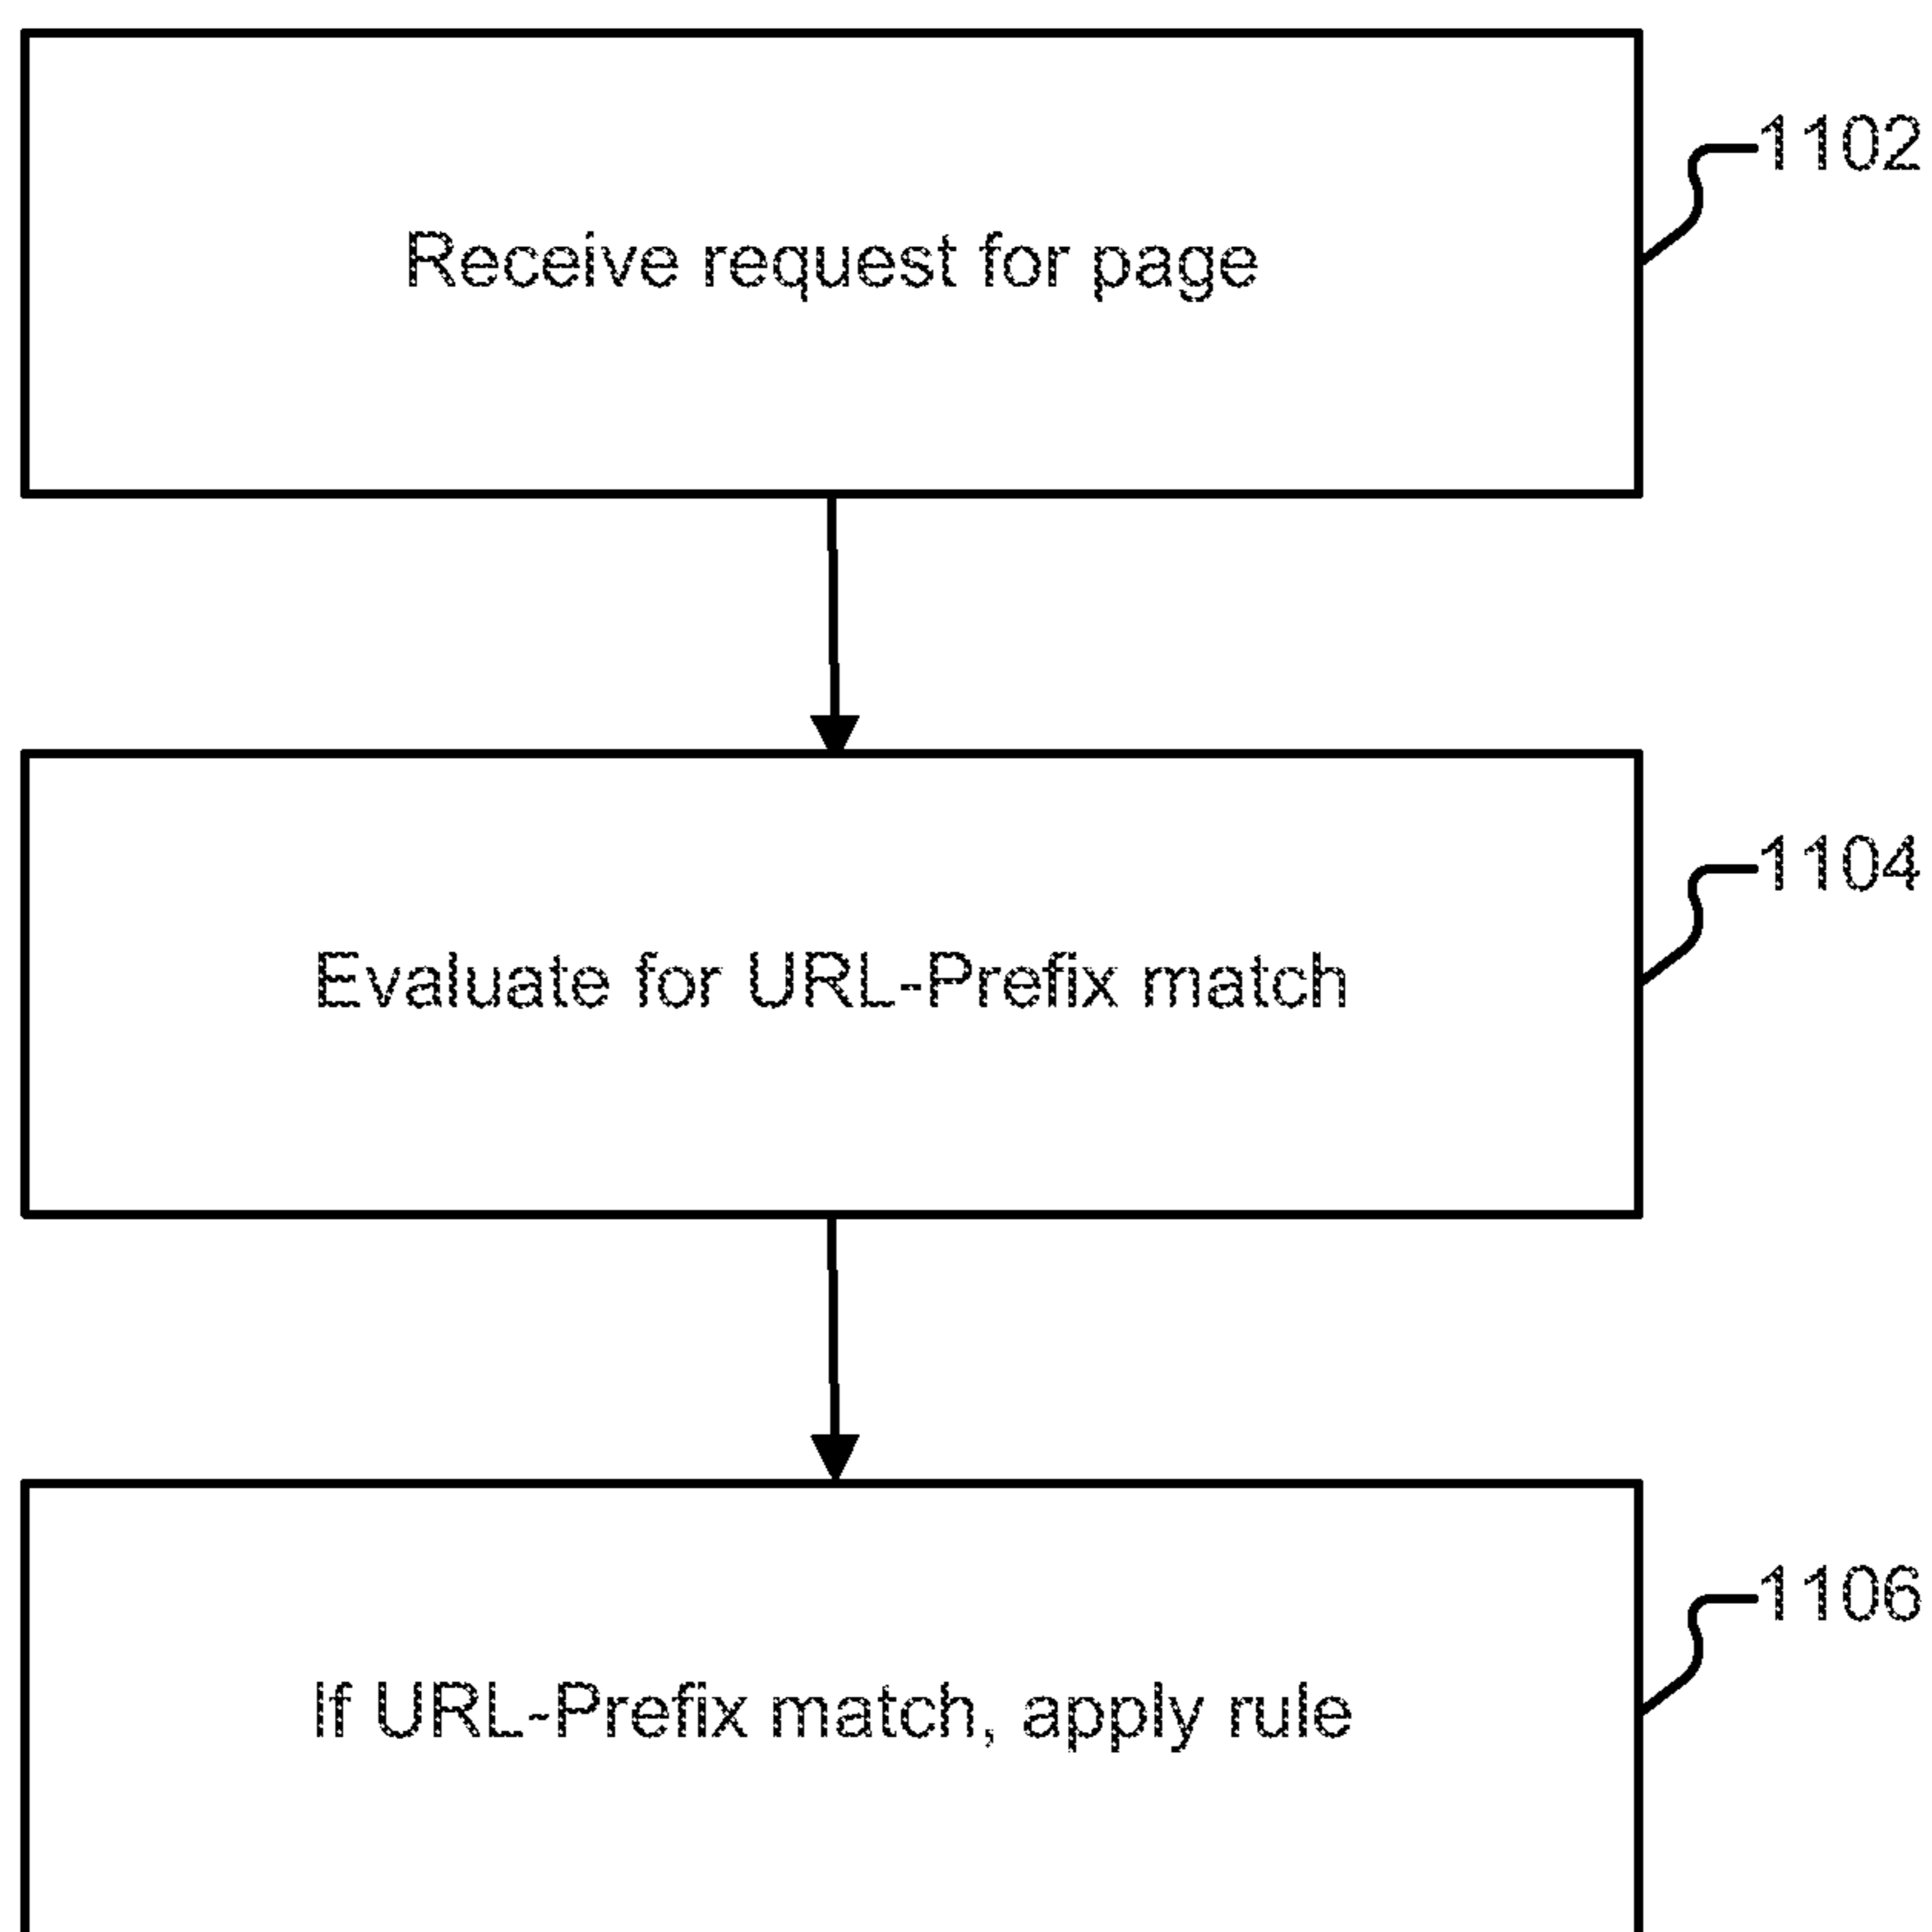 1102
Receive request for page
1104
Evaluate for URL-Prefix match
1106
If URL-Prefix match, apply rule